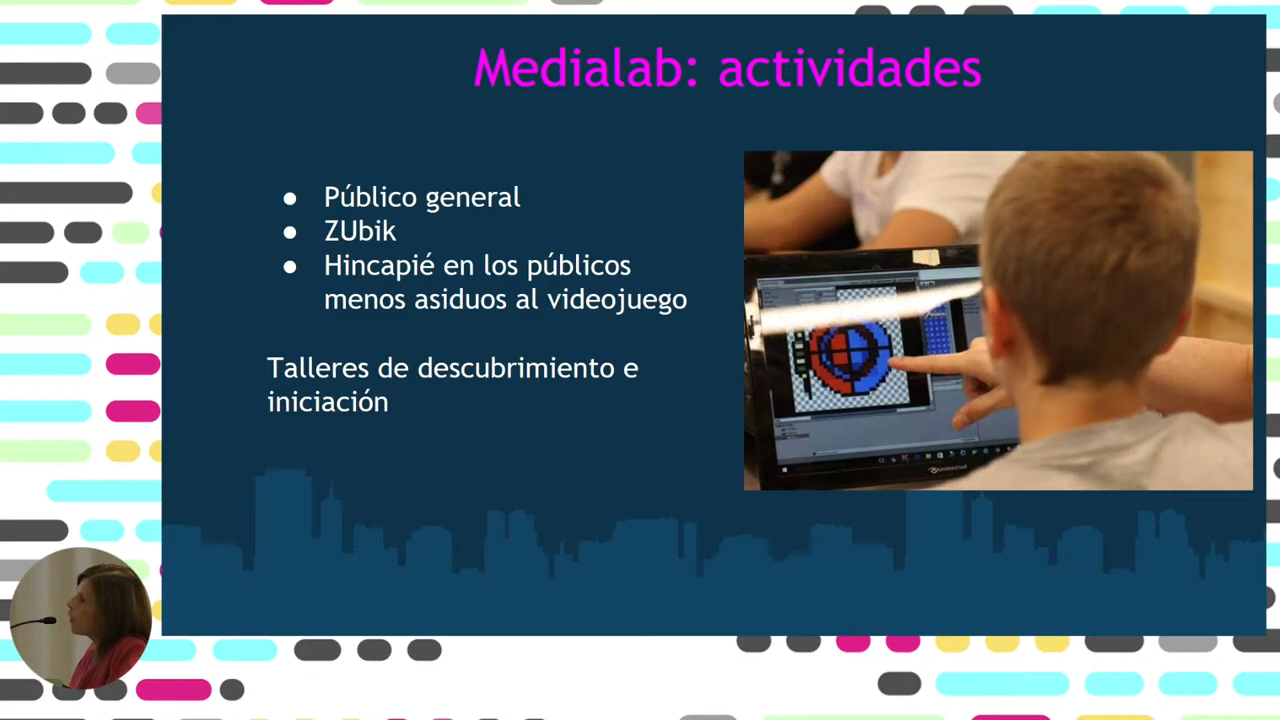 Medialab: actividades
● Público general
● ZUbik
● Hincapié en los públicos
menos asiduos al videojuego
Talleres de descubrimiento e
iniciación